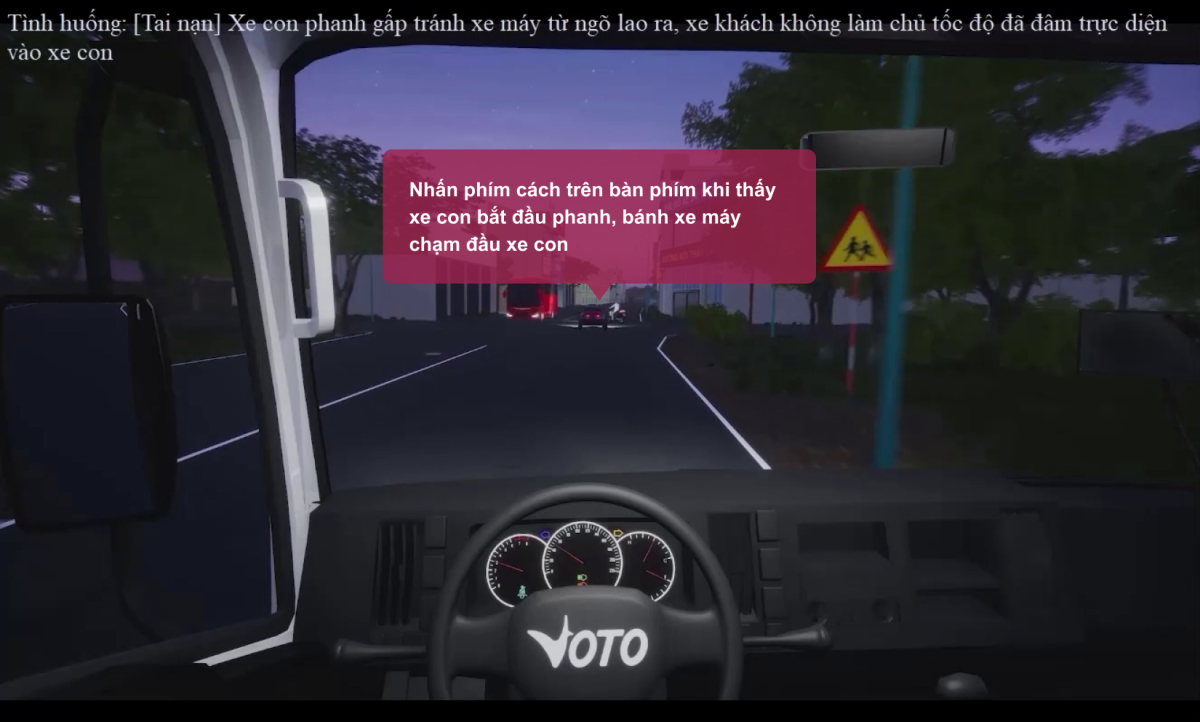 Tình huống: [Tai nạn] Xe con phanh gấp tránh xe máy từ ngõ lao ra, xe khách không làm chủ tốc độ đã đâm trực diện
vào xe con
Nhấn phím cách trên bàn phím khi thấy
xe con bắt đầu phanh, bánh xe máy
chạm đầu xe con
VOTO